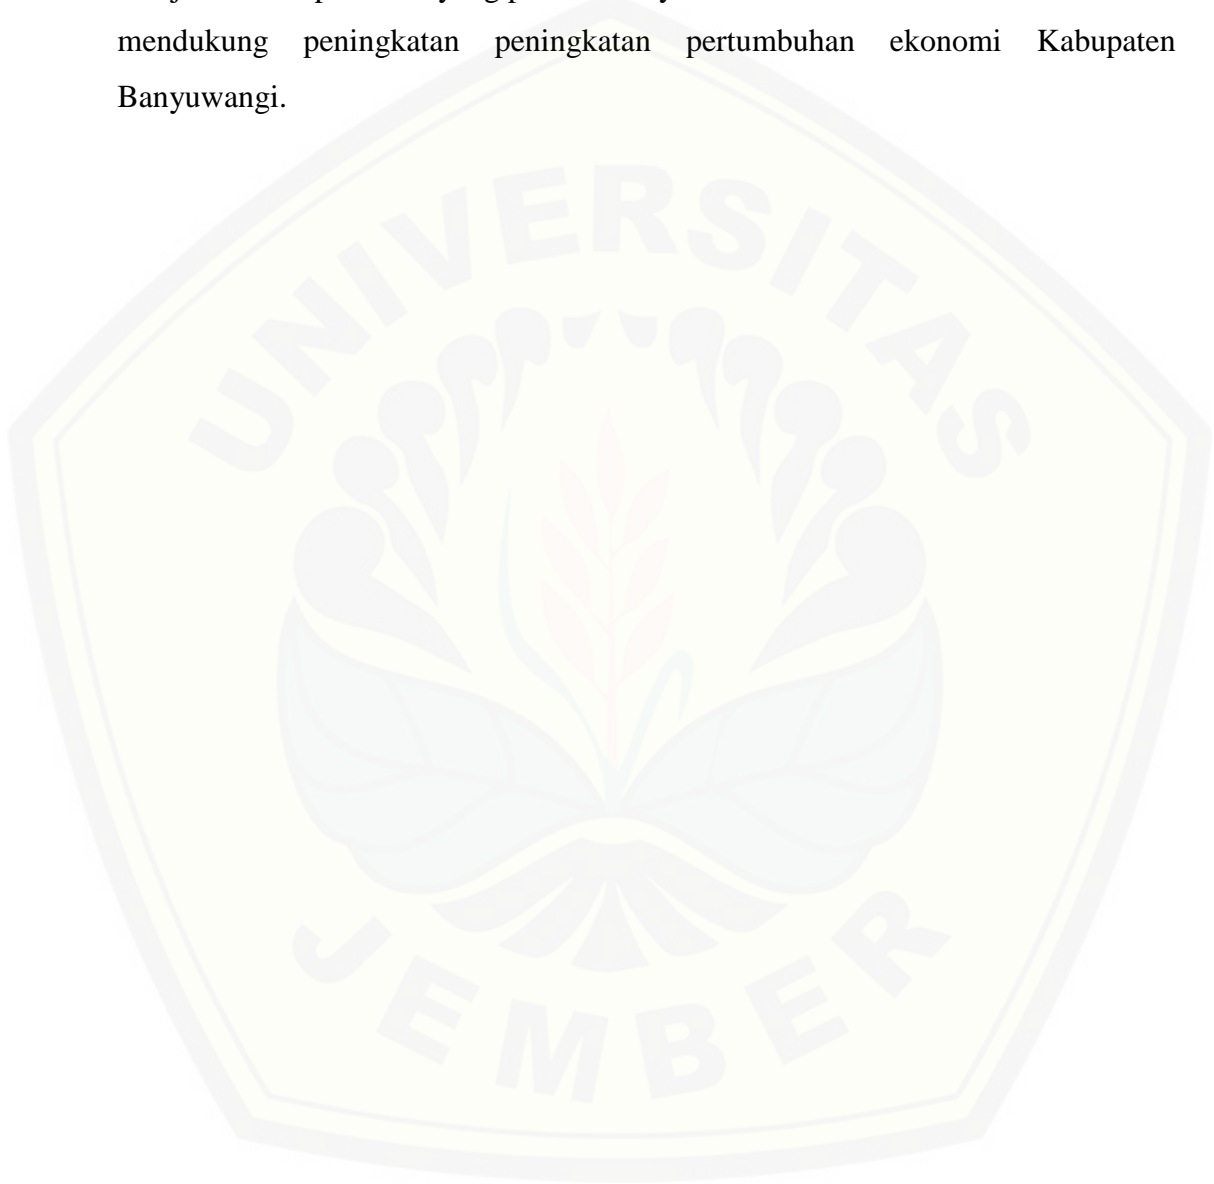 mendukung peningkatan peningkatan pertumbuhan ekonomi Kabupaten
Banyuwangi.
UNIVERSITAS
JEMBER